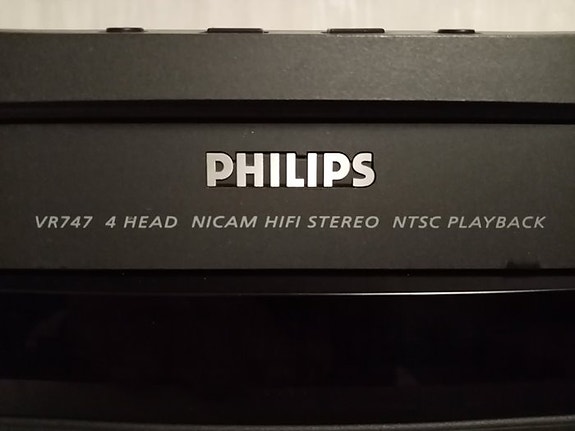 PHILIPS
VR747 4 HEAD NICAM HIFI STEREO NTSC PLAYBACK